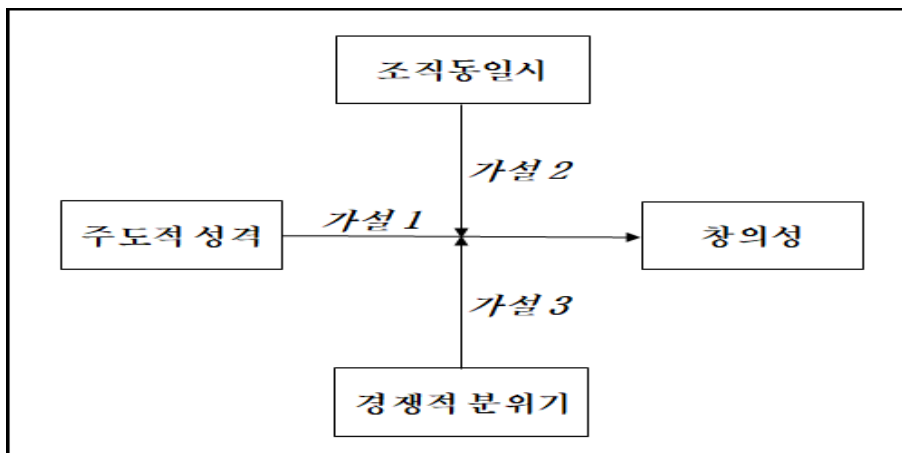 조직동일시
가설 2
주도적 성격
가설 1
창의성
가설 3
경쟁적 분위기